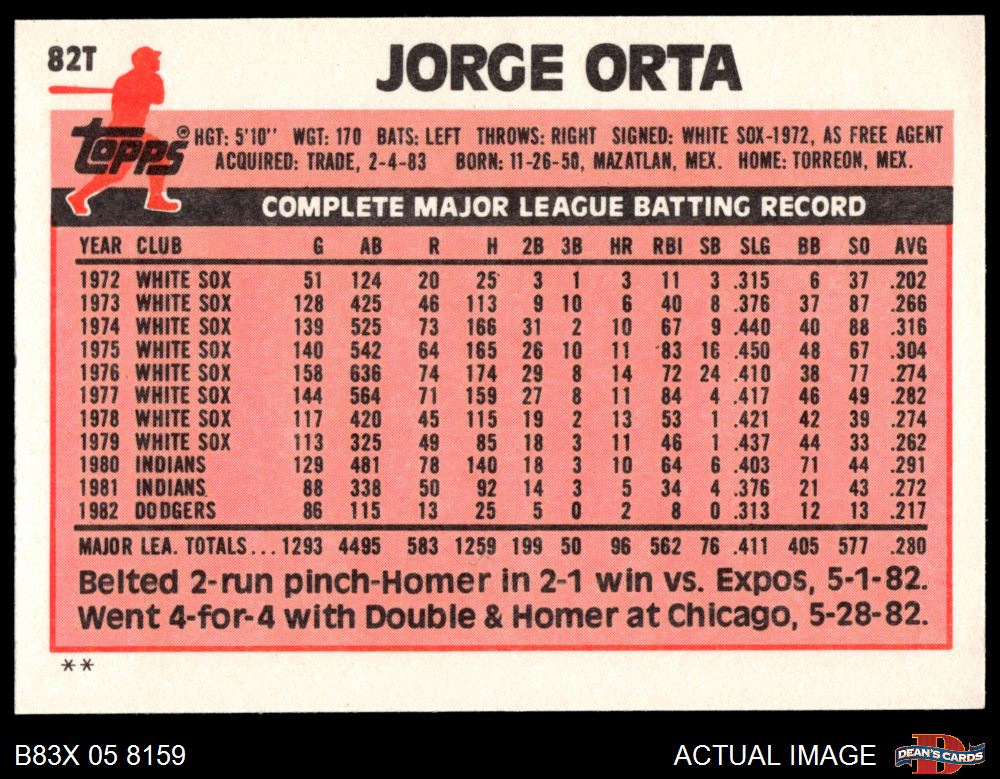 82T
JORGE ORTA
topps® HGT: 5'10" WGT: 170 BATS: LEFT THROWS: RIGHT SIGNED: WHITE SOX-1972, AS FREE AGENT
ACQUIRED: TRADE, 2-4-83 BORN: 11-26-50, MAZATLAN, MEX. HOME: TORREON, MEX.
COMPLETE MAJOR LEAGUE BATTING RECORD
YEAR CLUB G AB R H 2B 3B HR RBI SB SLG BB SO AVG
1972 WHITE SOX 51 124 20 25 3 1 3 11 3 .315 6 37 .202
1973 WHITE SOX 128 425 46 113 9 10 6 40 8 .376 37 87 .266
1974 WHITE SOX 139 525 73 166 31 2 10 67 9 .440 40 88 .316
1975 WHITE SOX 140 542 64 165 26 10 11 83 16 .450 48 67 .304
1976 WHITE SOX 158 636 74 174 29 8 14 72 24 .410 38 77 .274
1977 WHITE SOX 144 564 71 159 27 8 11 84 4 .417 46 49 .282
1978 WHITE SOX 117 420 45 115 19 2 13 53 1 .421 42 39 .274
1979 WHITE SOX 113 325 49 85 18 3 11 46 1 .437 44 33 .262
1980 INDIANS 129 481 78 140 18 3 10 64 6 .403 71 44 .291
1981 INDIANS 88 338 50 92 14 3 5 34 4 .376 21 43 .272
1982 DODGERS 86 115 13 25 5 0 2 8 0 .313 12 13 .217
MAJOR LEA. TOTALS...1293 4495 583 1259 199 50 96 562 76 .411 405 577 .280
Belted 2-run pinch-Homer in 2-1 win vs. Expos, 5-1-82.
Went 4-for-4 with Double & Homer at Chicago, 5-28-82.
**
B83X 05 8159 ACTUAL IMAGE DEAN'S CARDS